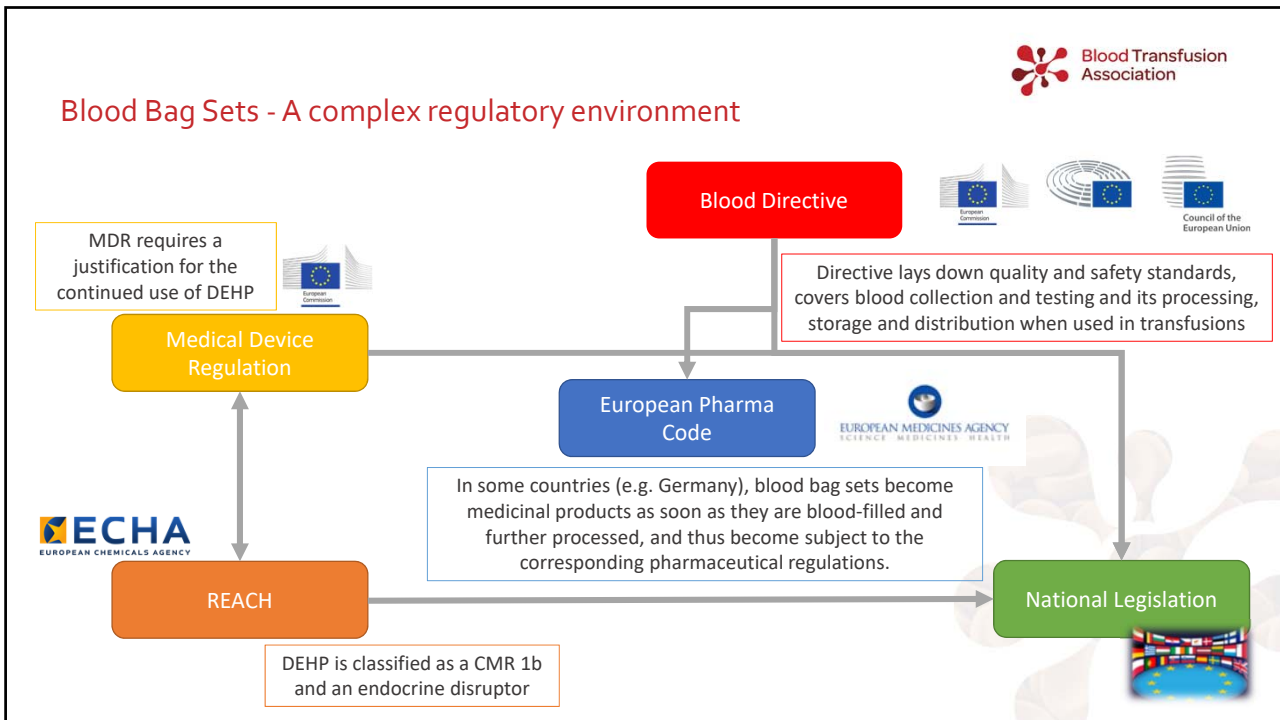 Blood Transfusion
Association
Blood Bag Sets - A complex regulatory environment
Blood Directive
European
Commission
Council of the
European Union
MDR requires a
justification for the
continued use of DEHP
European
Commission
Directive lays down quality and safety standards,
covers blood collection and testing and its processing,
storage and distribution when used in transfusions
Medical Device
Regulation
European Pharma
Code
EUROPEAN MEDICINES AGENCY
SCIENCE MEDICINES HEALTH
In some countries (e.g. Germany), blood bag sets become
medicinal products as soon as they are blood-filled and
further processed, and thus become subject to the
corresponding pharmaceutical regulations.
ECHA
EUROPEAN CHEMICALS AGENCY
REACH
National Legislation
DEHP is classified as a CMR 1b
and an endocrine disruptor